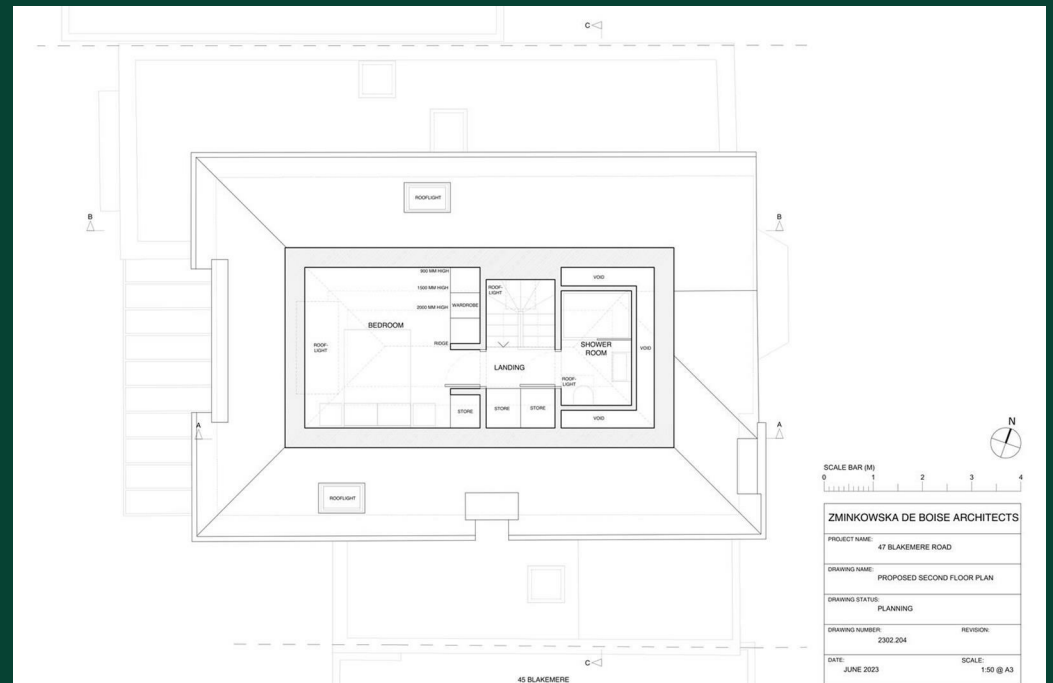 C
B
B
ROOFLIGHT
900 MM HIGH
1500 MM HIGH
2000 MM HIGH
WARDROBE
RIDGE
BEDROOM
ROOF-
LIGHT
ROOF-
LIGHT
VOID
VOID
VOID
SHOWER
ROOM
LANDING
ROOF-
LIGHT
STORE
STORE
STORE
A
A
ROOFLIGHT
C
45 BLAKEMERE
N
SCALE BAR (M)
0 1 2 3 4
ZMINKOWSKA DE BOISE ARCHITECTS
PROJECT NAME:
47 BLAKEMERE ROAD
DRAWING NAME:
PROPOSED SECOND FLOOR PLAN
DRAWING STATUS:
PLANNING
DRAWING NUMBER: REVISION:
2302.204
DATE: SCALE:
JUNE 2023 1:50 @ A3